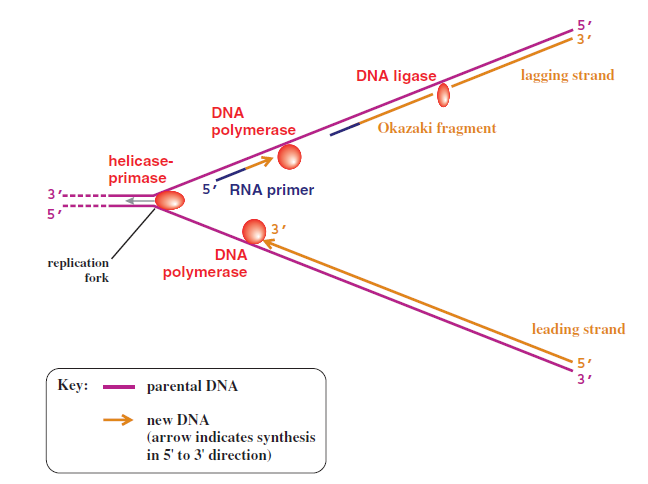 5′
3′
DNA ligase
lagging strand
DNA
polymerase
Okazaki fragment
helicase-
primase
3′
5′
5′ RNA primer
3′
DNA
polymerase
replication
fork
leading strand
5′
3′
Key:
parental DNA
new DNA
(arrow indicates synthesis
in 5' to 3' direction)